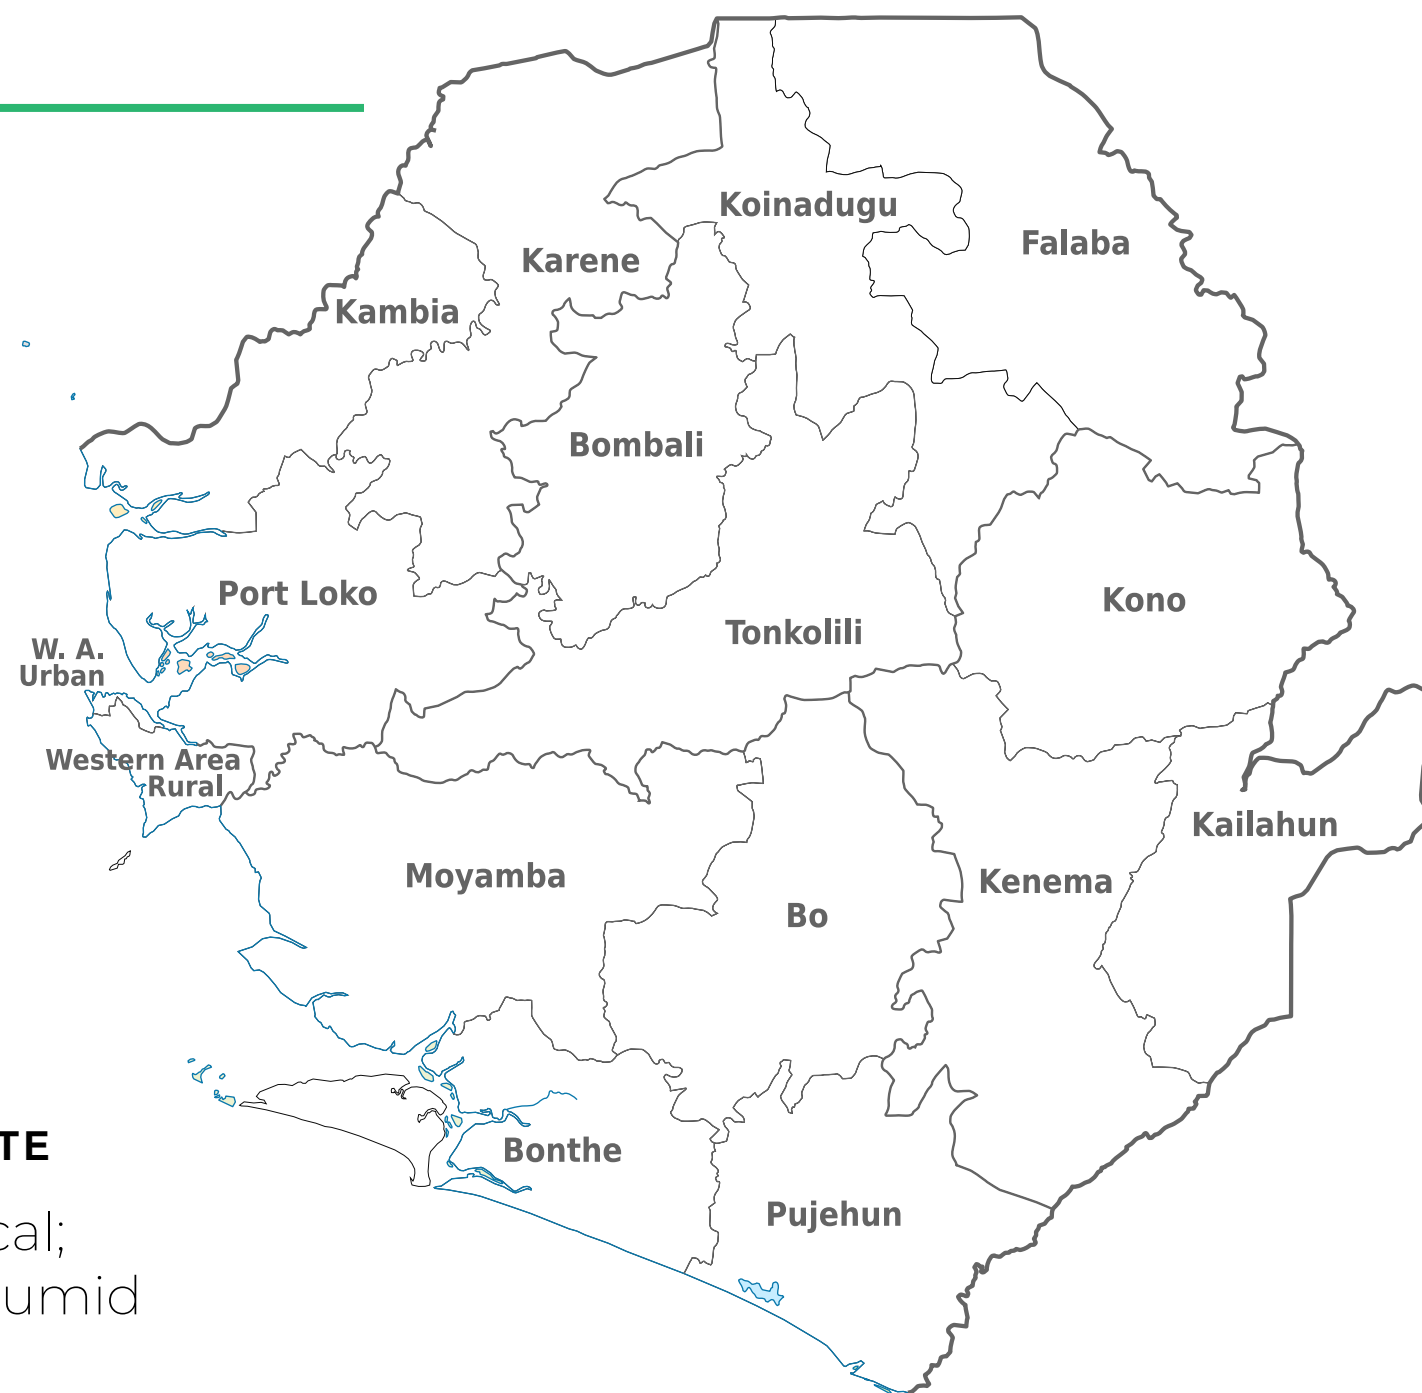 Koinadugu
Falaba
Karene
Kambia
Bombali
Port Loko
Kono
Tonkolili
W. A.
Urban
Western Area
Rural
Kailahun
Moyamba
Kenema
Bo
TE
cal;
umid
Bonthe
Pujehun